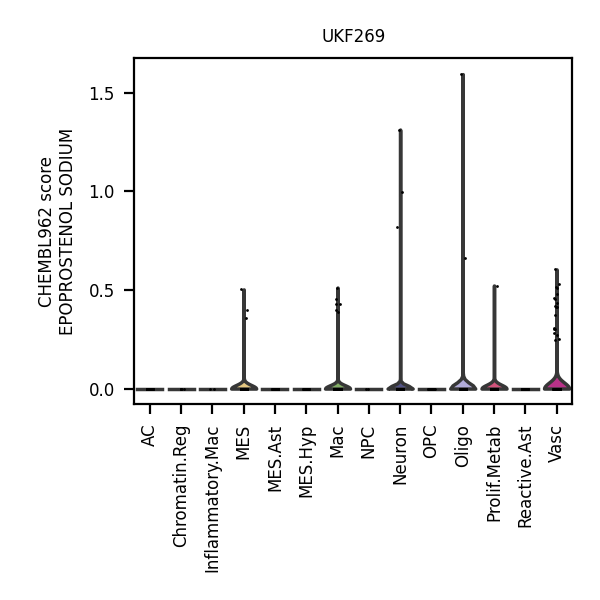 UKF269
CHEMBL962 score
EPOPROSTENOL SODIUM
1.5
1.0
0.5
0.0
AC
Chromatin.Reg
Inflammatory.Mac
MES
MES.Ast
MES.Hyp
Mac
NPC
Neuron
OPC
Oligo
Prolif.Metab
Reactive.Ast
Vasc